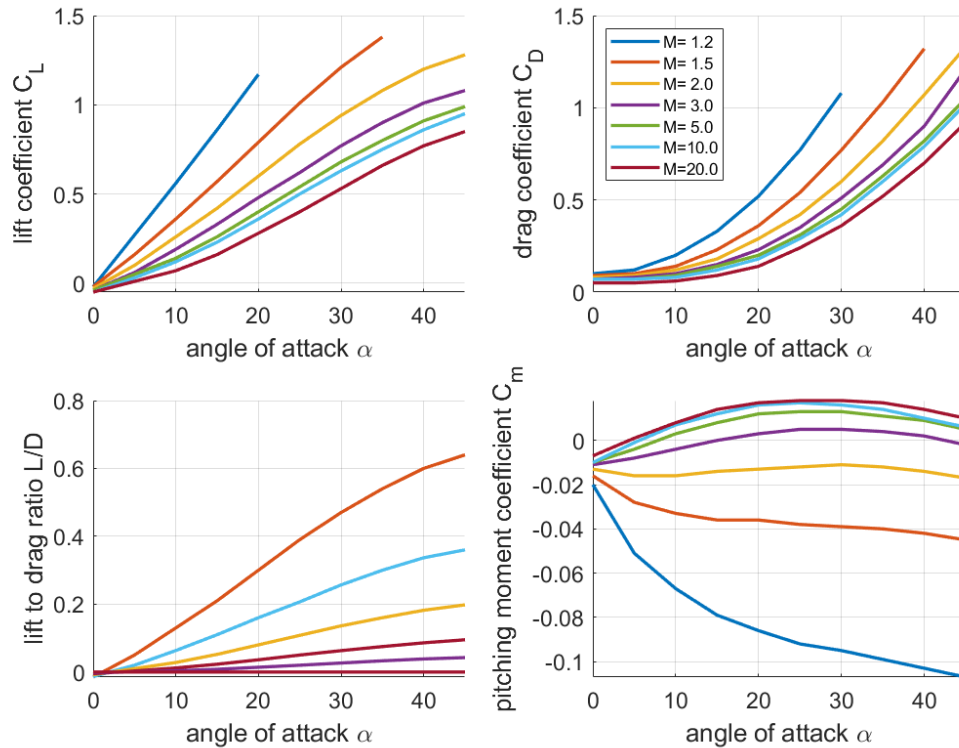 1.5
1
0.5
0
0
10
20
30
40
lift coefficient C_L
angle of attack α
1.5
1
0.5
0
0
10
20
30
40
drag coefficient C_D
angle of attack α
M= 1.2
M= 1.5
M= 2.0
M= 3.0
M= 5.0
M=10.0
M=20.0
0.8
0.6
0.4
0.2
0
0
10
20
30
40
lift to drag ratio L/D
angle of attack α
0
-0.02
-0.04
-0.06
-0.08
-0.1
0
10
20
30
40
pitching moment coefficient C_m
angle of attack α